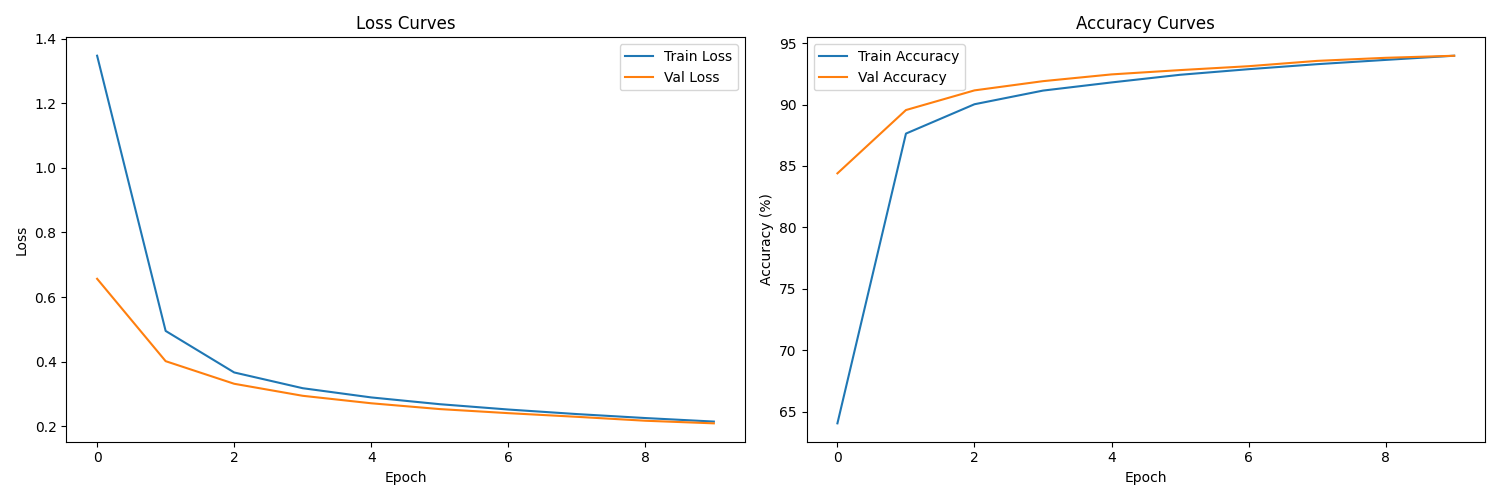 Loss Curves
1.4
1.2
1.0
0.8
0.6
0.4
0.2
Loss
Train Loss
Val Loss
0 2 4 6 8
Epoch
Accuracy Curves
95
90
85
80
75
70
65
Accuracy (%)
Train Accuracy
Val Accuracy
0 2 4 6 8
Epoch